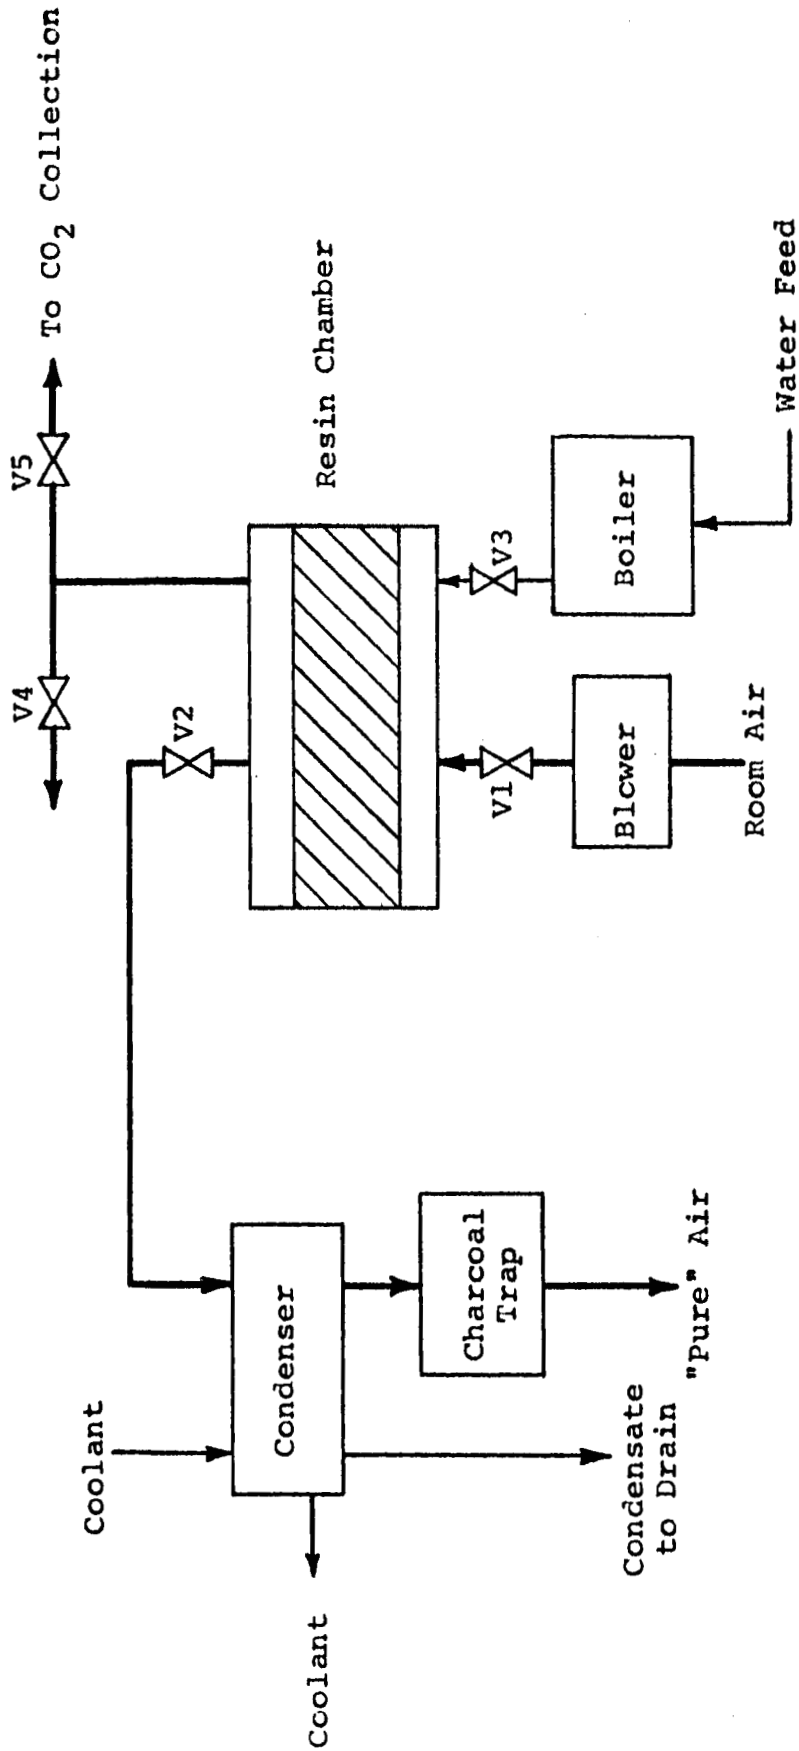 To CO2 Collection
V5
V4
V2
Resin Chamber
V3
V1
Boiler
Blcwer
Water Feed
Room Air
Coolant
Condenser
Coolant
Charcoal
Trap
Condensate
to Drain
"Pure" Air